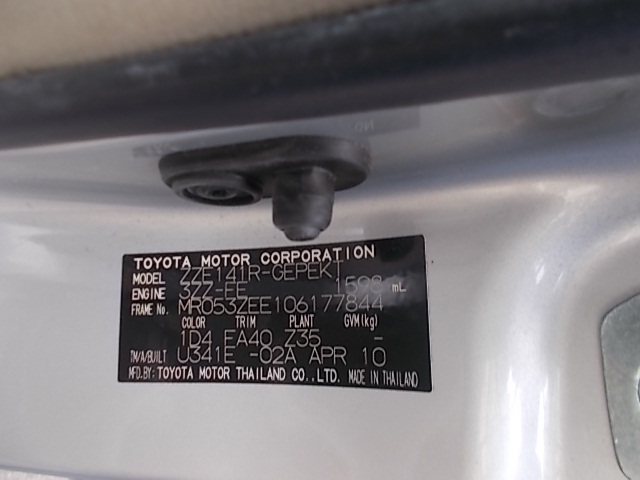 TOYOTA MOTOR CORPORATION
MODEL ZZE141R-GEPEKT
ENGINE 3ZZ-EE 1598 mL
FRAME No. MR053ZEE106177844
COLOR TRIM PLANT GVM(kg)
1D4 EA40 Z35 -
TM/A/BUILT U341E -02A APR 10
MFD.BY: TOYOTA MOTOR THAILAND CO.,LTD. MADE IN THAILAND